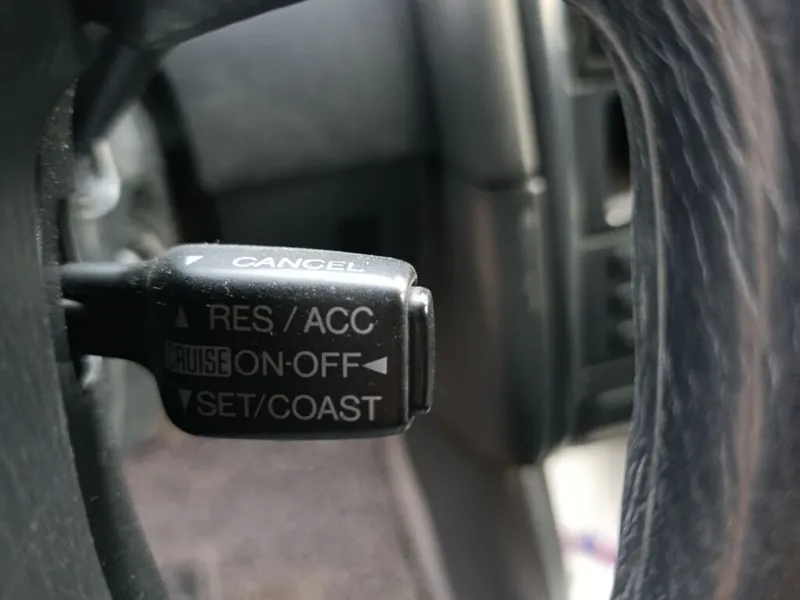 CANCEL
RES / ACC
CRUISE ON-OFF
SET/COAST